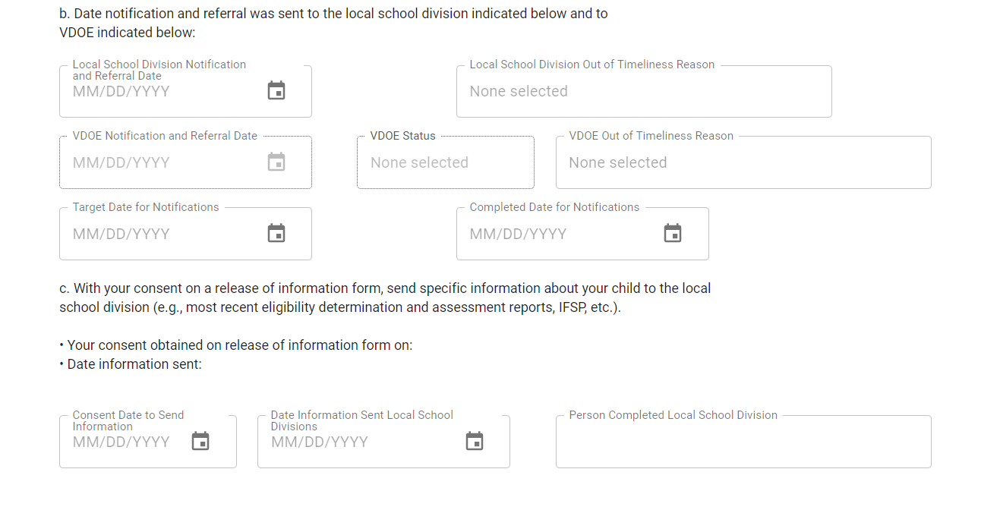 b. Date notification and referral was sent to the local school division indicated below and to
VDOE indicated below:
Local School Division Notification
and Referral Date
MM/DD/YYYY
Local School Division Out of Timeliness Reason
None selected
VDOE Notification and Referral Date
MM/DD/YYYY
VDOE Status
None selected
VDOE Out of Timeliness Reason
None selected
Target Date for Notifications
MM/DD/YYYY
Completed Date for Notifications
MM/DD/YYYY
c. With your consent on a release of information form, send specific information about your child to the local
school division (e.g., most recent eligibility determination and assessment reports, IFSP, etc.).
• Your consent obtained on release of information form on:
• Date information sent:
Consent Date to Send
Information
MM/DD/YYYY
Date Information Sent Local School
Divisions
MM/DD/YYYY
Person Completed Local School Division